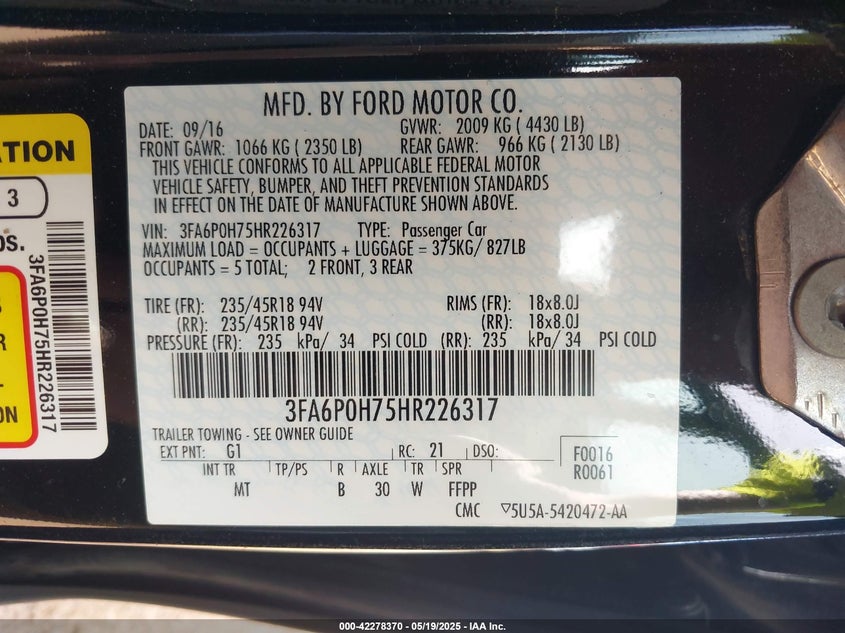 MFD. BY FORD MOTOR CO.
DATE: 09/16 GVWR: 2009 KG ( 4430 LB)
FRONT GAWR: 1066 KG ( 2350 LB) REAR GAWR: 966 KG ( 2130 LB)
THIS VEHICLE CONFORMS TO ALL APPLICABLE FEDERAL MOTOR
VEHICLE SAFETY, BUMPER, AND THEFT PREVENTION STANDARDS
IN EFFECT ON THE DATE OF MANUFACTURE SHOWN ABOVE.
VIN: 3FA6P0H75HR226317 TYPE: Passenger Car
MAXIMUM LOAD = OCCUPANTS + LUGGAGE = 375KG/ 827LB
OCCUPANTS = 5 TOTAL; 2 FRONT, 3 REAR
TIRE (FR): 235/45R18 94V RIMS (FR): 18x8.0J
(RR): 235/45R18 94V (RR): 18x8.0J
PRESSURE (FR): 235 kPa/ 34 PSI COLD (RR): 235 kPa/ 34 PSI COLD
3FA6P0H75HR226317
TRAILER TOWING - SEE OWNER GUIDE
EXT PNT: G1 RC: 21 DSO: F0016
R0061
INT TR TP/PS R AXLE TR SPR
MT B 30 W FFPP
CMC ▽5U5A-5420472-AA
ATION
3
OS.
R
ON
3FA6P0H75HR226317
000-42278370 - 05/19/2025 - IAA Inc.